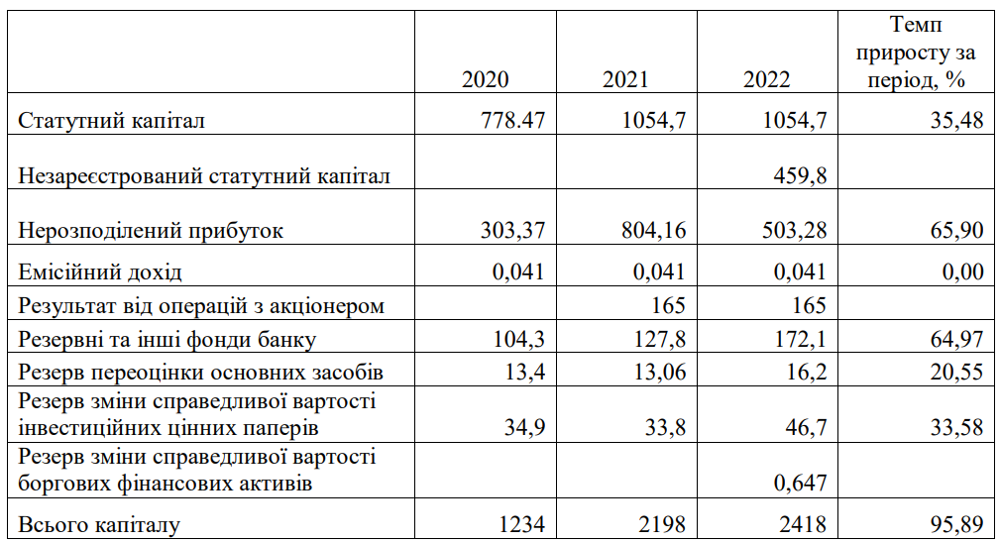 2020 2021 2022 Темп приросту за період, %
Статутний капітал 778.47 1054,7 1054,7 35,48
Незареєстрований статутний капітал 459,8
Нерозподілений прибуток 303,37 804,16 503,28 65,90
Емісійний дохід 0,041 0,041 0,041 0,00
Результат від операцій з акціонером 165 165
Резервні та інші фонди банку 104,3 127,8 172,1 64,97
Резерв переоцінки основних засобів 13,4 13,06 16,2 20,55
Резерв зміни справедливої вартості
інвестиційних цінних паперів 34,9 33,8 46,7 33,58
Резерв зміни справедливої вартості
боргових фінансових активів 0,647
Всього капіталу 1234 2198 2418 95,89